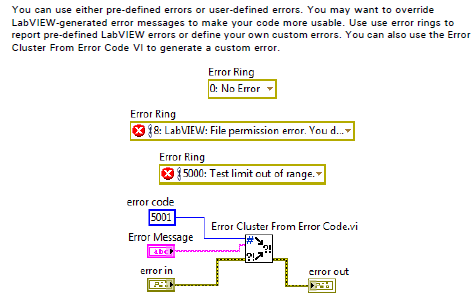 You can use either pre-defined errors or user-defined errors. You may want to override
LabVIEW-generated error messages to make your code more usable. Use use error rings to
report pre-defined LabVIEW errors or define your own custom errors. You can also use the Error
Cluster From Error Code VI to generate a custom error.
Error Ring
0: No Error
Error Ring
8: LabVIEW: File permission error. You d...
Error Ring
5000: Test limit out of range.
error code
5001
Error Cluster From Error Code.vi
Error Message
abc
#
?!
?!
error in
error out